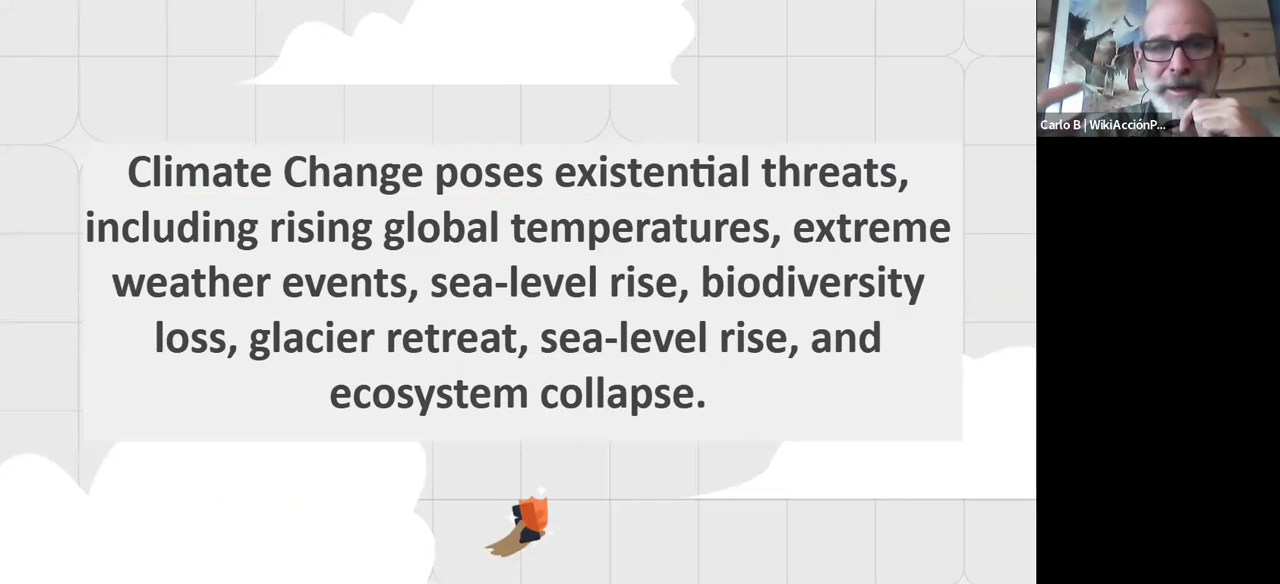 Climate Change poses existential threats,
including rising global temperatures, extreme
weather events, sea-level rise, biodiversity
loss, glacier retreat, sea-level rise, and
ecosystem collapse.
Carlo B | WikiAcciónP...